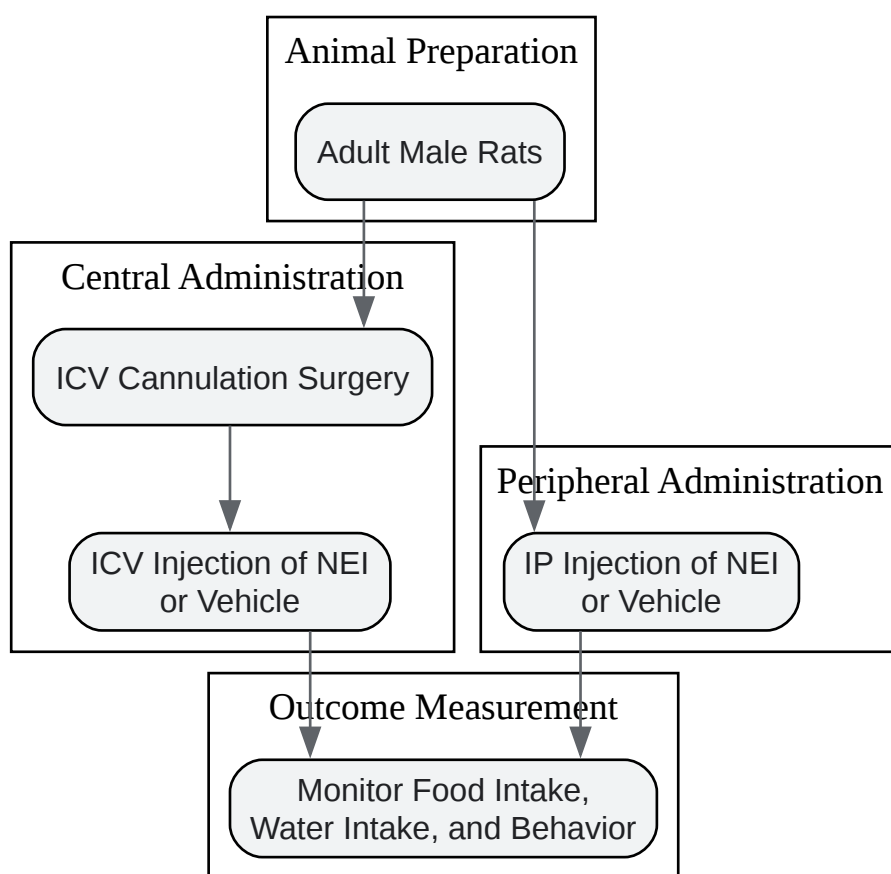 Animal Preparation
Adult Male Rats
Central Administration
ICV Cannulation Surgery
Peripheral Administration
ICV Injection of NEI
or Vehicle
IP Injection of NEI
or Vehicle
Outcome Measurement
Monitor Food Intake,
Water Intake, and Behavior